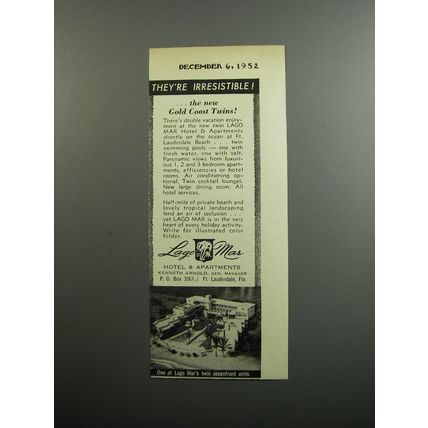 DECEMBER 6, 1952
THEY'RE IRRESISTIBLE!
... the new
Gold Coast Twins!
There's double vacation enjoy-
ment at the new twin LAGO
MAR Hotel & Apartments
directly on the ocean at Ft.
Lauderdale Beach . . . twin
swimming pools — one with
fresh water, one with salt.
Panoramic views from luxuri-
ous 1, 2 and 3 bedroom apart-
ments, efficiencies or hotel
rooms. Air conditioning op-
tional. Twin cocktail lounges.
New large dining room. All
hotel services.
Half-mile of private beach and
lovely tropical landscaping
lend an air of seclusion . . .
yet LAGO MAR is in the very
heart of every holiday activity.
Write for illustrated color
folder.
Lago Mar
HOTEL & APARTMENTS
KENNETH ARNOLD, GEN. MANAGER
P. O. Box Ft. Lauderdale, Fla.
One of Lago Mar's twin oceanfront units.